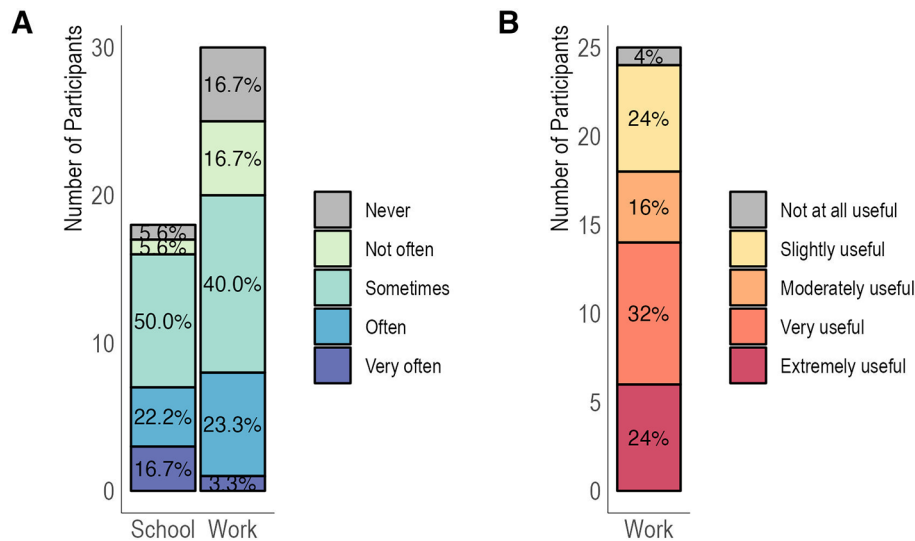 A
Number of Participants
30
20
10
0
16.7%
16.7%
40.0%
23.3%
3.3%
5.6%
5.6%
50.0%
22.2%
16.7%
School Work
Never
Not often
Sometimes
Often
Very often
B
Number of Participants
25
20
15
10
5
0
4%
24%
16%
32%
24%
Work
Not at all useful
Slightly useful
Moderately useful
Very useful
Extremely useful